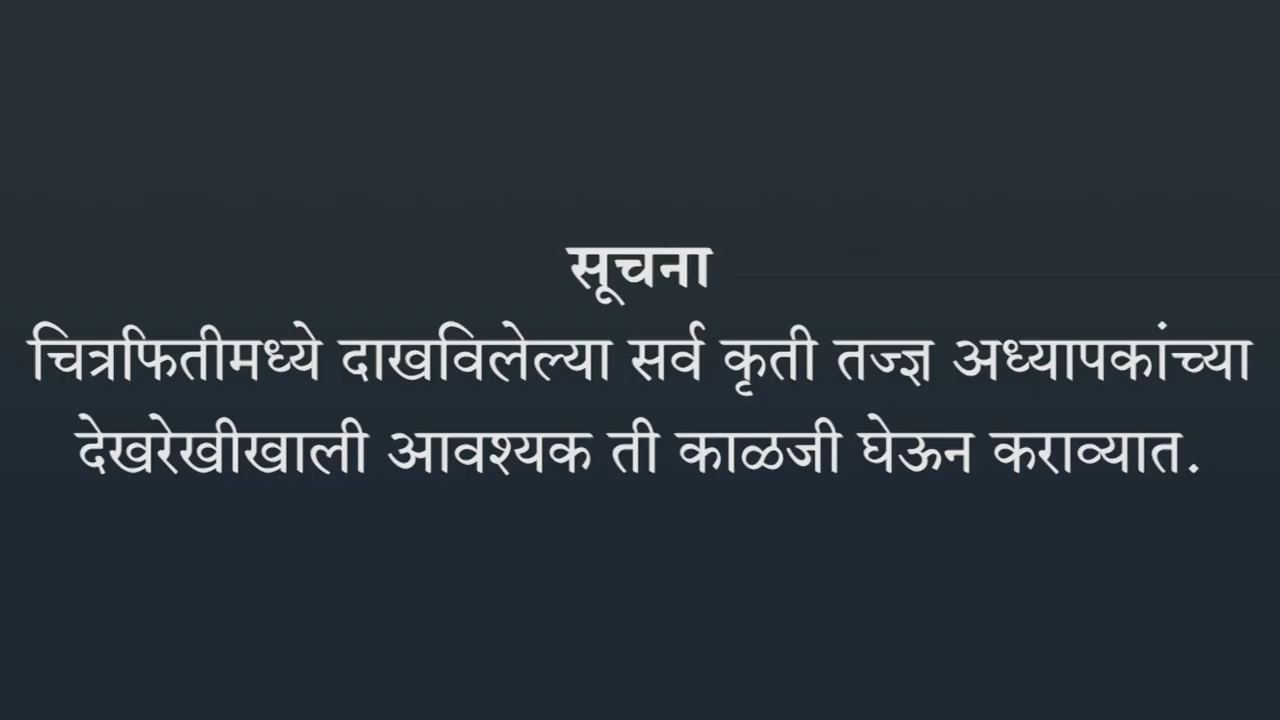 सूचना
चित्रफितीमध्ये दाखविलेल्या सर्व कृती तज्ज्ञ अध्यापकांच्या
देखरेखीखाली आवश्यक ती काळजी घेऊन कराव्यात.